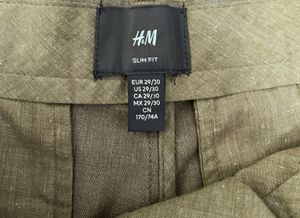 H&M
SLIM FIT
EUR 29/30
US 29/30
CA 29/30
MX 29/30
CN
170/74A